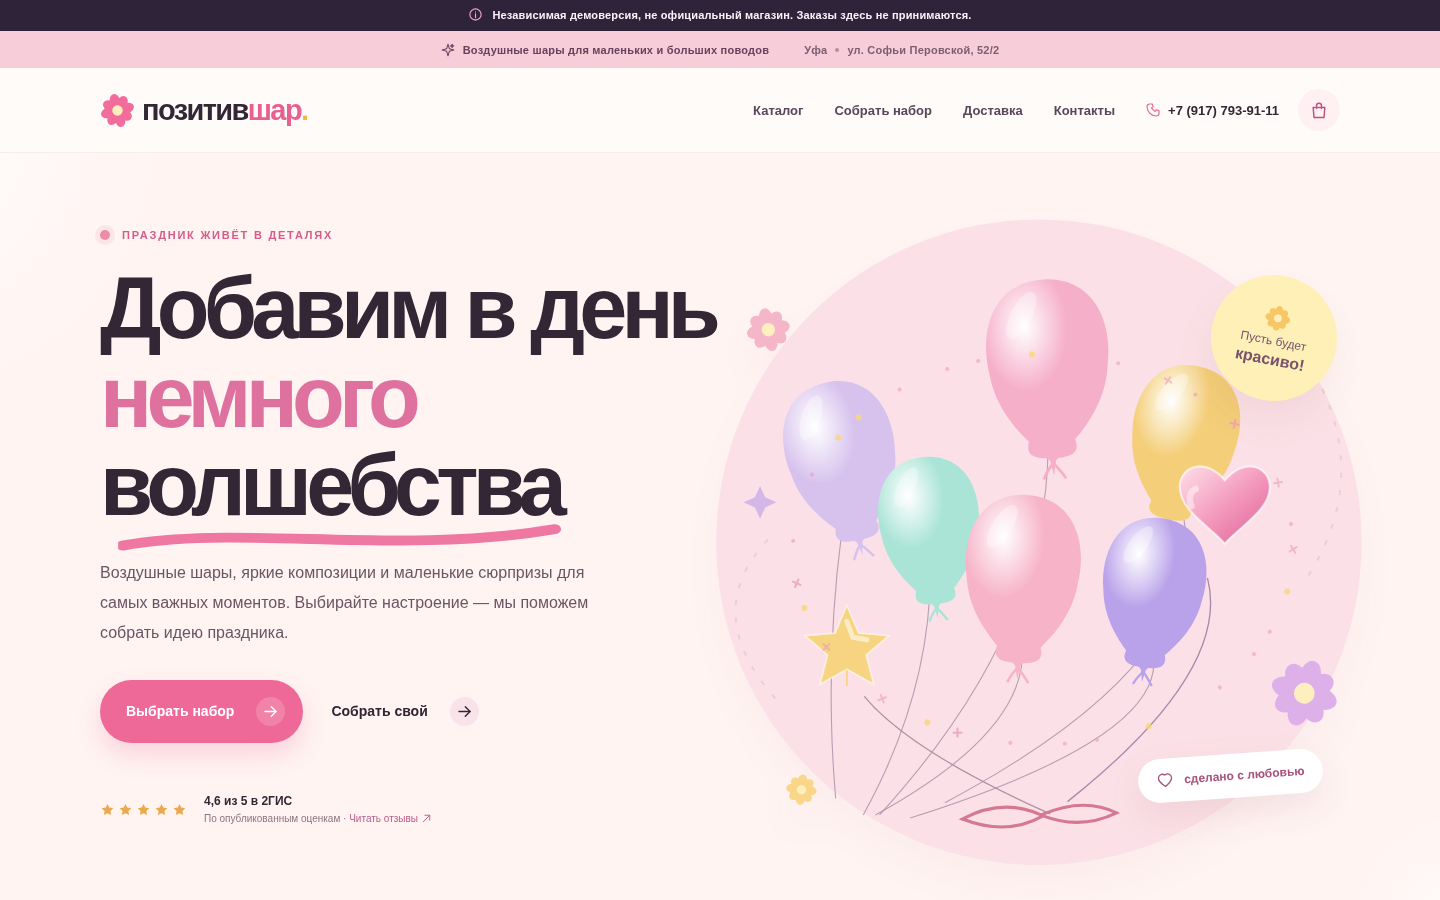 Независимая демоверсия, не официальный магазин. Заказы здесь не принимаются.
Воздушные шары для маленьких и больших поводов Уфа • ул. Софьи Перовской, 52/2
позитившар.
Каталог Собрать набор Доставка Контакты +7 (917) 793-91-11
ПРАЗДНИК ЖИВЁТ В ДЕТАЛЯХ
Добавим в день
немного
волшебства
Воздушные шары, яркие композиции и маленькие сюрпризы для
самых важных моментов. Выбирайте настроение — мы поможем
собрать идею праздника.
Выбрать набор
Собрать свой
4,6 из 5 в 2ГИС
По опубликованным оценкам · Читать отзывы
Пусть будет
красиво!
сделано с любовью